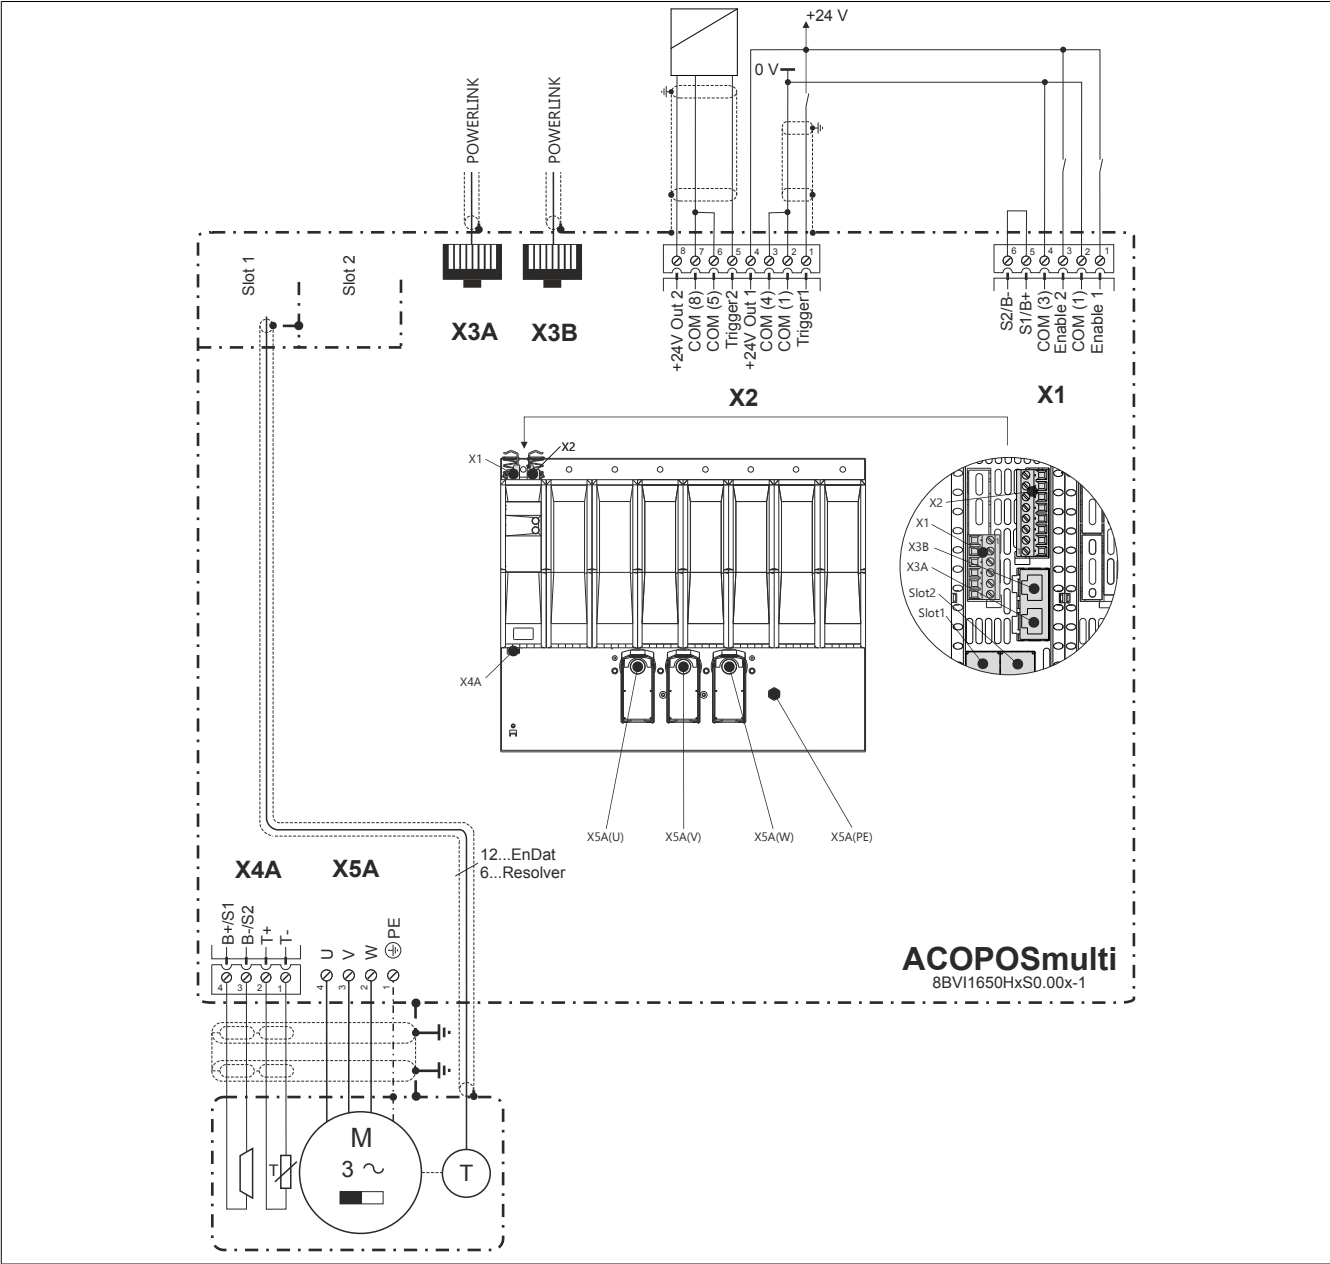 +24 V
0 V
POWERLINK
POWERLINK
Slot 1
Slot 2
X3A
X3B
8 7 6 5 4 3 2 1
+24V Out 2
COM (8)
COM (5)
Trigger2
+24V Out 1
COM (4)
COM (1)
Trigger1
X2
6 5 4 3 2 1
S2/B-
S1/B+
COM (3)
Enable 2
COM (1)
Enable 1
X1
X1
X2
X4A
X5A(U)
X5A(V)
X5A(W)
X5A(PE)
X2
X1
X3B
X3A
Slot2
Slot1
12...EnDat
6...Resolver
X4A
X5A
B+/S1
B-/S2
T+
T-
U
V
W
PE
4 3 2 1
4 3 2 1
ACOPOSmulti
8BVI1650HxS0.00x-1
M
3 ~
T
T